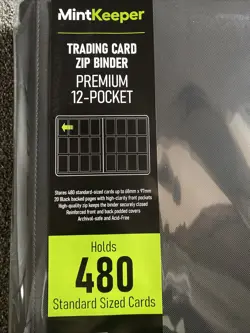 MintKeeper
TRADING CARD
ZIP BINDER
PREMIUM
12-POCKET
Stores 480 standard-sized cards up to 68mm x 97mm
20 Black backed pages with high-clarity front pockets
High-quality zip keeps the binder securely closed
Reinforced front and back padded covers
Archival-safe and Acid-Free
Holds
480
Standard Sized Cards